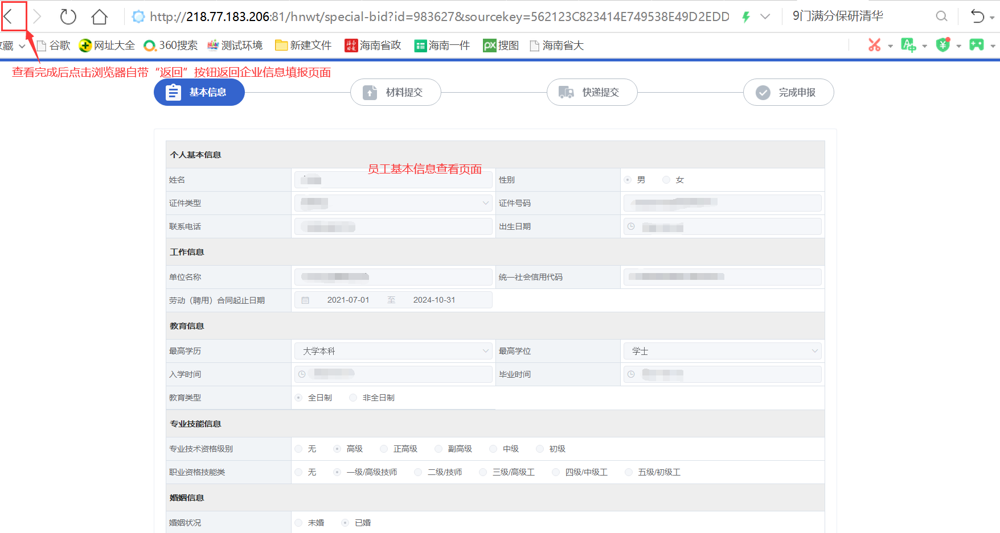 http://218.77.183.206:81/hnwt/special-bid?id=983627&sourcekey=562123C823414E749538E49D2EDD
9门满分保研清华
藏 谷歌 网址大全 360搜索 测试环境 新建文件 海南省政 海南一件 PX搜图 海南省大
查看完成后点击浏览器自带“返回”按钮返回企业信息填报页面
基本信息 材料提交 快递提交 完成申报
个人基本信息
员工基本信息查看页面
姓名 性别 男 女
证件类型 证件号码
联系电话 出生日期
工作信息
单位名称 统一社会信用代码
劳动（聘用）合同起止日期 2021-07-01 至 2024-10-31
教育信息
最高学历 大学本科 最高学位 学士
入学时间 毕业时间
教育类型 全日制 非全日制
专业技能信息
专业技术资格级别 无 高级 正高级 副高级 中级 初级
职业资格技能类 无 一级/高级技师 二级/技师 三级/高级工 四级/中级工 五级/初级工
婚姻信息
婚姻状况 未婚 已婚